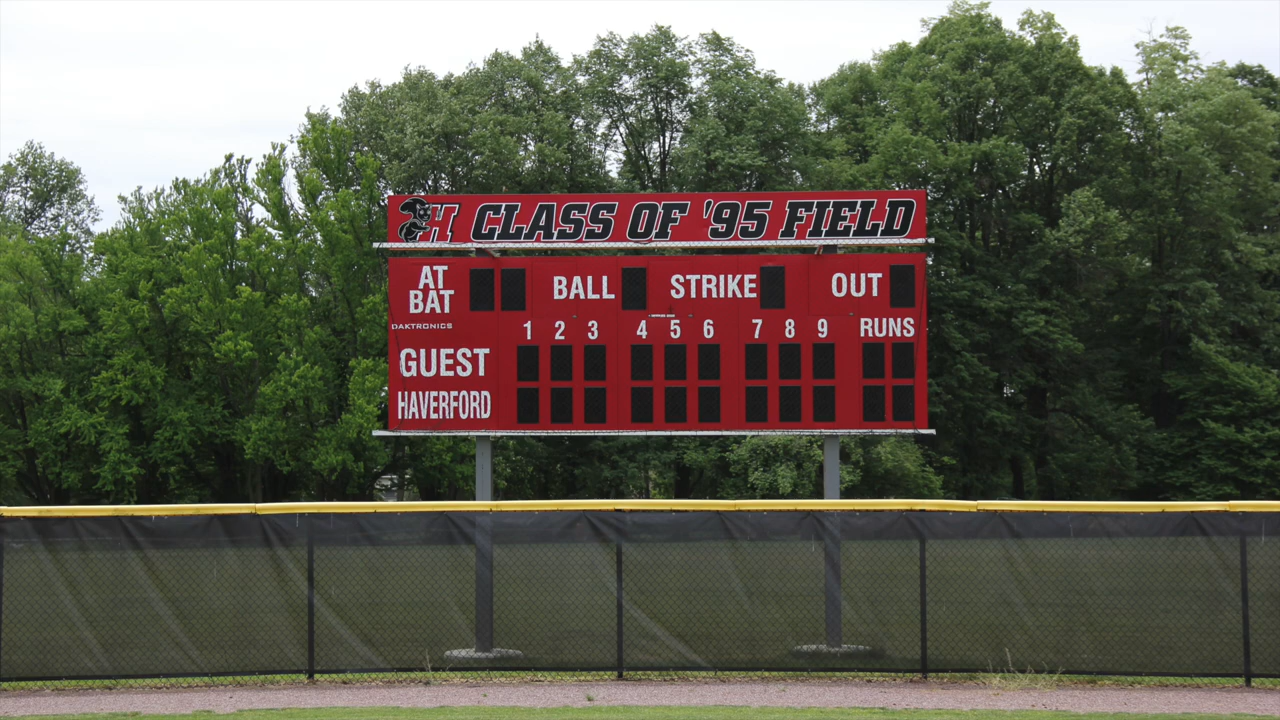 H CLASS OF '95 FIELD
AT BAT BALL STRIKE OUT
DAKTRONICS
1 2 3 4 5 6 7 8 9 RUNS
GUEST
HAVERFORD